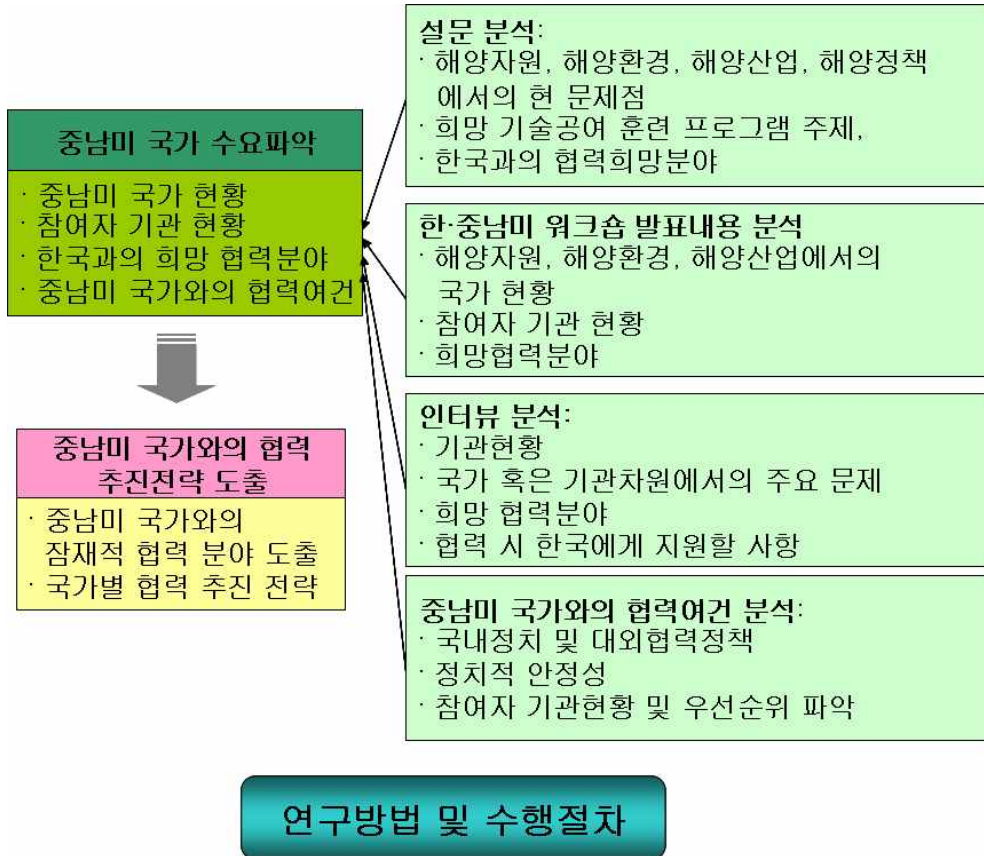 중남미 국가 수요파악
· 중남미 국가 현황
· 참여자 기관 현황
· 한국과의 희망 협력분야
· 중남미 국가와의 협력여건
중남미 국가와의 협력
추진전략 도출
· 중남미 국가와의
잠재적 협력 분야 도출
· 국가별 협력 추진 전략
설문 분석:
· 해양자원, 해양환경, 해양산업, 해양정책
에서의 현 문제점
· 희망 기술공여 훈련 프로그램 주제,
· 한국과의 협력희망분야
한·중남미 워크숍 발표내용 분석
· 해양자원, 해양환경, 해양산업에서의
국가 현황
· 참여자 기관 현황
· 희망협력분야
인터뷰 분석:
· 기관현황
· 국가 혹은 기관차원에서의 주요 문제
· 희망 협력분야
· 협력 시 한국에게 지원할 사항
중남미 국가와의 협력여건 분석:
· 국내정치 및 대외협력정책
· 정치적 안정성
· 참여자 기관현황 및 우선순위 파악
연구방법 및 수행절차